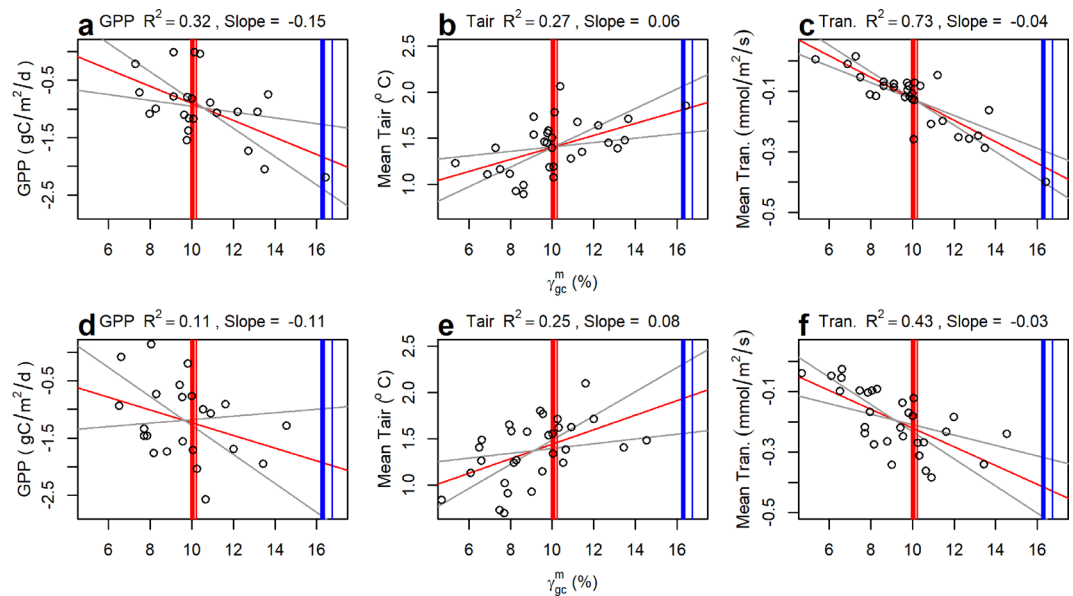 a GPP R² = 0.32 , Slope = -0.15
GPP ( gC/m²/d)
-0.5
-1.5
-2.5
6 8 10 12 14 16
b Tair R² = 0.27 , Slope = 0.06
Mean Tair (⁰ C)
2.5
2.0
1.5
1.0
6 8 10 12 14 16
γ^m_gc (%)
c Tran. R² = 0.73 , Slope = -0.04
Mean Tran. (mmol/m²/s)
-0.1
-0.3
-0.5
6 8 10 12 14 16
d GPP R² = 0.11 , Slope = -0.11
GPP ( gC/m²/d)
-0.5
-1.5
-2.5
6 8 10 12 14 16
e Tair R² = 0.25 , Slope = 0.08
Mean Tair (⁰ C)
2.5
2.0
1.5
1.0
6 8 10 12 14 16
γ^m_gc (%)
f Tran. R² = 0.43 , Slope = -0.03
Mean Tran. (mmol/m²/s)
-0.1
-0.3
-0.5
6 8 10 12 14 16